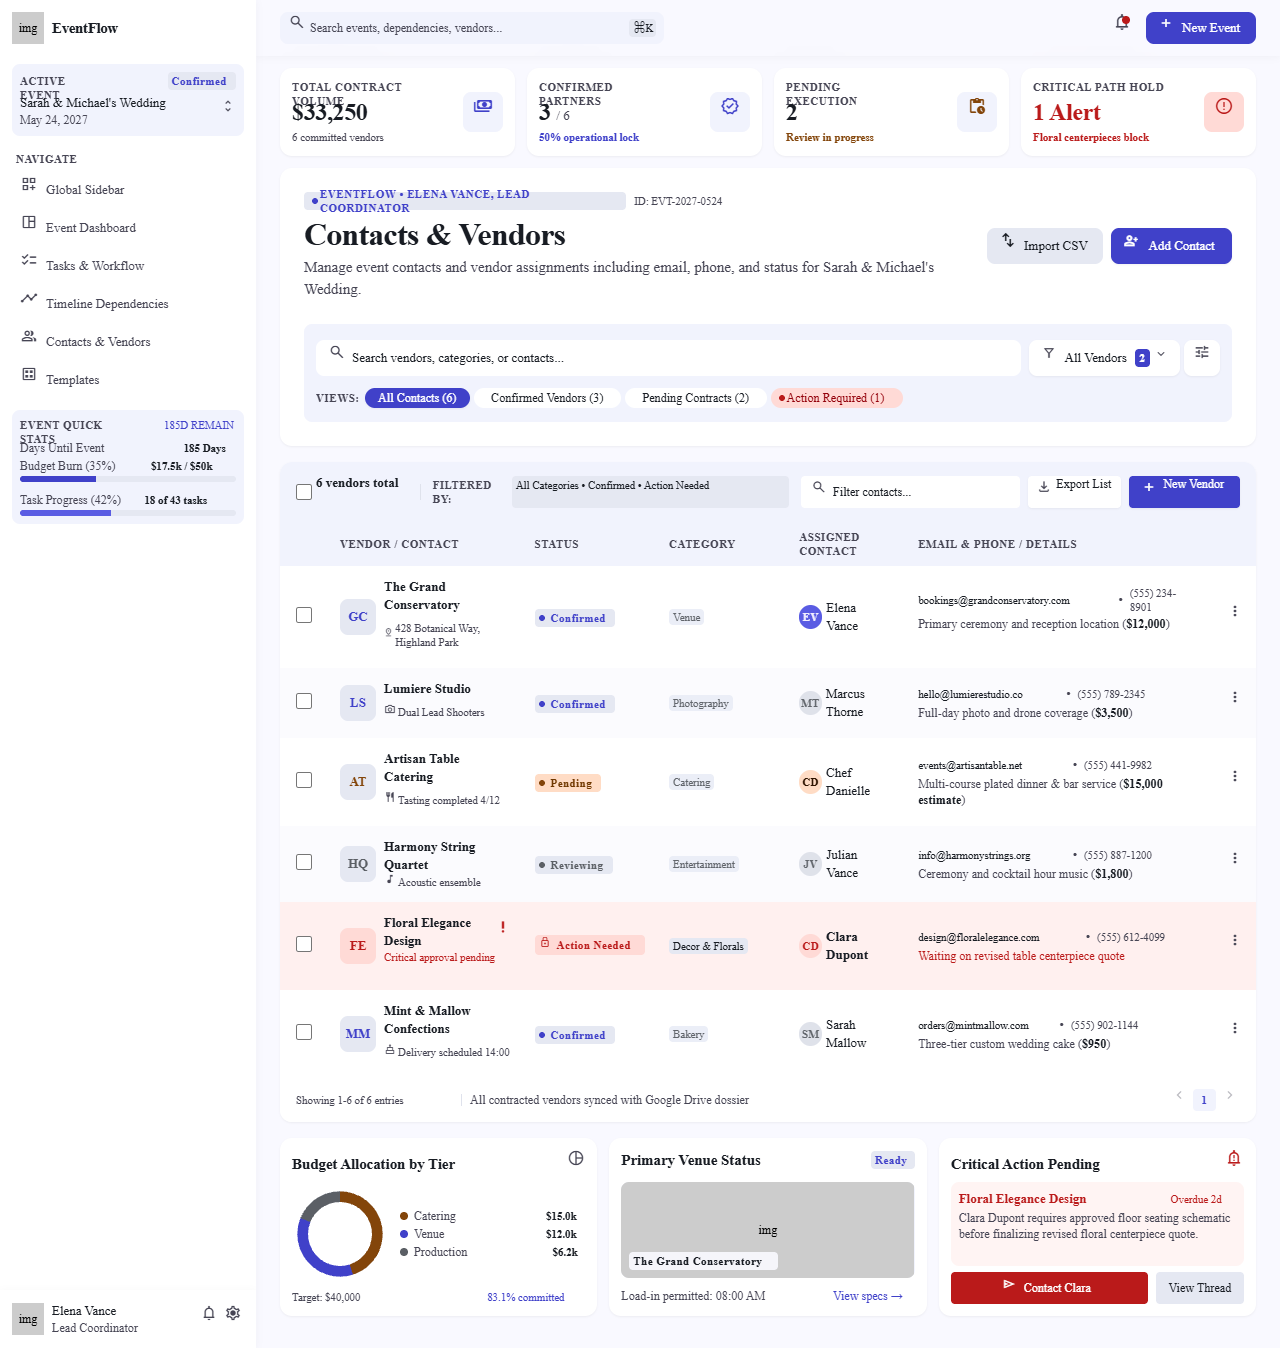 img
EventFlow
Search events, dependencies, vendors...
⌘K
New Event
ACTIVE EVENT
Confirmed
Sarah & Michael's Wedding
May 24, 2027
NAVIGATE
Global Sidebar
Event Dashboard
Tasks & Workflow
Timeline Dependencies
Contacts & Vendors
Templates
EVENT QUICK STATS
185D REMAIN
Days Until Event
185 Days
Budget Burn (35%)
$17.5k / $50k
Task Progress (42%)
18 of 43 tasks
img
Elena Vance
Lead Coordinator
TOTAL CONTRACT VOLUME
$33,250
6 committed vendors
CONFIRMED PARTNERS
3 / 6
50% operational lock
PENDING EXECUTION
2
Review in progress
CRITICAL PATH HOLD
1 Alert
Floral centerpieces block
EVENTFLOW • ELENA VANCE, LEAD COORDINATOR
ID: EVT-2027-0524
Contacts & Vendors
Manage event contacts and vendor assignments including email, phone, and status for Sarah & Michael's
Wedding.
Import CSV
Add Contact
Search vendors, categories, or contacts...
All Vendors 2
VIEWS:
All Contacts (6)
Confirmed Vendors (3)
Pending Contracts (2)
Action Required (1)
6 vendors total
FILTERED BY:
All Categories • Confirmed • Action Needed
Filter contacts...
Export List
New Vendor
VENDOR / CONTACT
STATUS
CATEGORY
ASSIGNED CONTACT
EMAIL & PHONE / DETAILS
GC
The Grand
Conservatory
428 Botanical Way,
Highland Park
Confirmed
Venue
EV
Elena
Vance
bookings@grandconservatory.com • (555) 234-
8901
Primary ceremony and reception location ($12,000)
LS
Lumiere Studio
Dual Lead Shooters
Confirmed
Photography
MT
Marcus
Thorne
hello@lumierestudio.co • (555) 789-2345
Full-day photo and drone coverage ($3,500)
AT
Artisan Table
Catering
Tasting completed 4/12
Pending
Catering
CD
Chef
Danielle
events@artisantable.net • (555) 441-9982
Multi-course plated dinner & bar service ($15,000
estimate)
HQ
Harmony String
Quartet
Acoustic ensemble
Reviewing
Entertainment
JV
Julian
Vance
info@harmonystrings.org • (555) 887-1200
Ceremony and cocktail hour music ($1,800)
FE
Floral Elegance
Design
Critical approval pending
Action Needed
Decor & Florals
CD
Clara
Dupont
design@floralelegance.com • (555) 612-4099
Waiting on revised table centerpiece quote
MM
Mint & Mallow
Confections
Delivery scheduled 14:00
Confirmed
Bakery
SM
Sarah
Mallow
orders@mintmallow.com • (555) 902-1144
Three-tier custom wedding cake ($950)
Showing 1-6 of 6 entries
All contracted vendors synced with Google Drive dossier
1
Budget Allocation by Tier
Catering
$15.0k
Venue
$12.0k
Production
$6.2k
Target: $40,000
83.1% committed
Primary Venue Status
Ready
img
The Grand Conservatory
Load-in permitted: 08:00 AM
View specs →
Critical Action Pending
Floral Elegance Design
Overdue 2d
Clara Dupont requires approved floor seating schematic
before finalizing revised floral centerpiece quote.
Contact Clara
View Thread